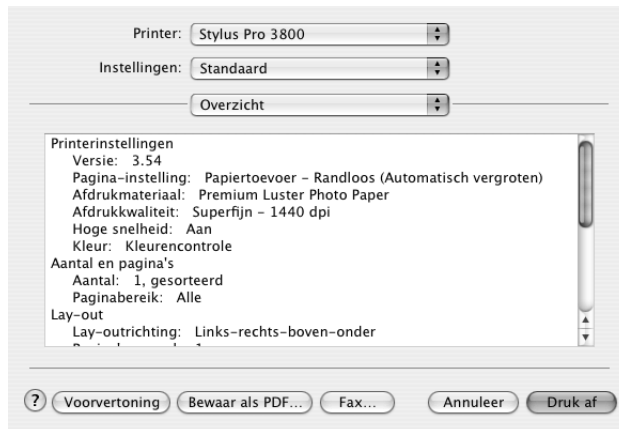 Printer: Stylus Pro 3800
Instellingen: Standaard
Overzicht
Printerinstellingen
Versie: 3.54
Pagina-instelling: Papiertoevoer – Randloos (Automatisch vergroten)
Afdrukmateriaal: Premium Luster Photo Paper
Afdrukkwaliteit: Superfijn – 1440 dpi
Hoge snelheid: Aan
Kleur: Kleurencontrole
Aantal en pagina's
Aantal: 1, gesorteerd
Paginabereik: Alle
Lay-out
Lay-outrichting: Links-rechts-boven-onder
? Voorvertoning Bewaar als PDF... Fax... Annuleer Druk af